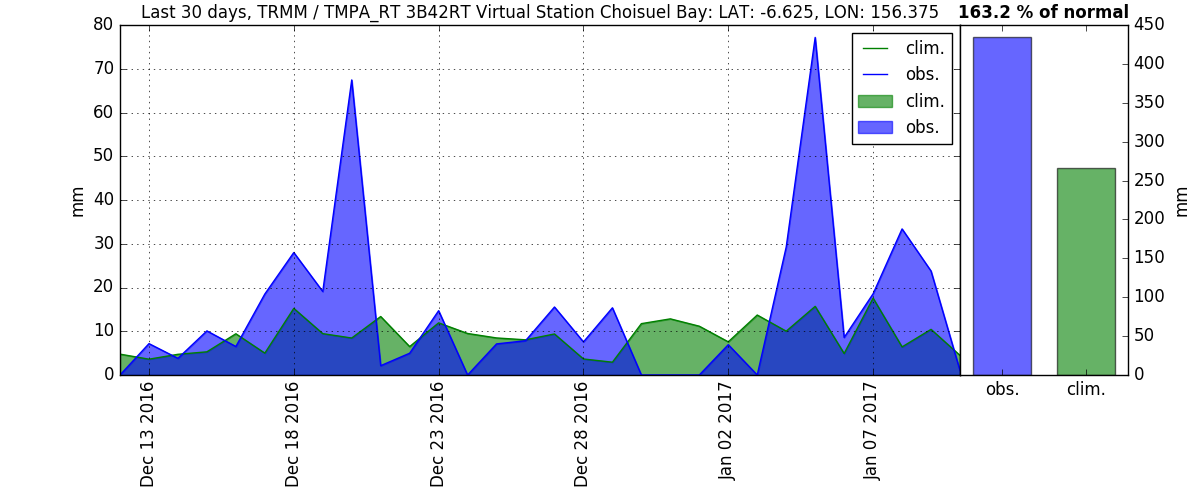 Last 30 days, TRMM / TMPA_RT 3B42RT Virtual Station Choisuel Bay: LAT: -6.625, LON: 156.375
163.2 % of normal
80
70
60
50
40
30
20
10
0
mm
clim.
obs.
clim.
obs.
450
400
350
300
250
200
150
100
50
0
mm
obs.
clim.
Dec 13 2016
Dec 18 2016
Dec 23 2016
Dec 28 2016
Jan 02 2017
Jan 07 2017